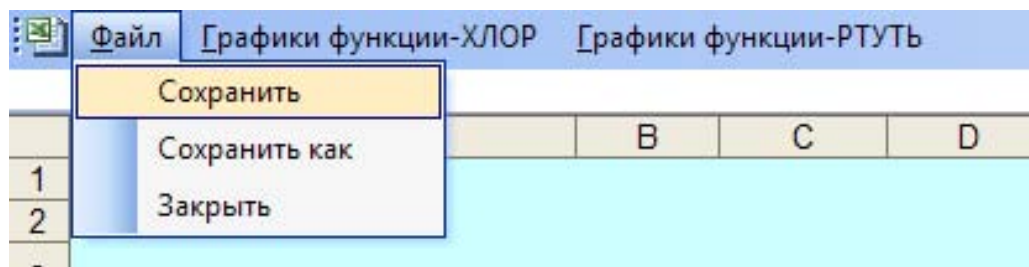 Файл Графики функции-ХЛОР Графики функции-РТУТЬ
Сохранить
Сохранить как
Закрыть
B C D
1
2